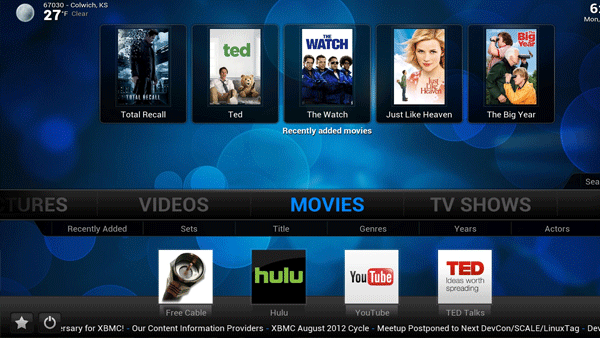 67030 - Colwich, KS
27°F Clear
6:
Mon,
TOTAL RECALL
ted
THE WATCH
Just Like Heaven
The Big Year
Total Recall
Ted
The Watch
Just Like Heaven
The Big Year
Recently added movies
Sea
CTURES
VIDEOS
MOVIES
TV SHOWS
Recently Added
Sets
Title
Genres
Years
Actors
hulu
YouTube
TED
Ideas worth
spreading
Free Cable
Hulu
YouTube
TED Talks
ersary for XBMC! - Our Content Information Providers - XBMC August 2012 Cycle - Meetup Postponed to Next DevCon/SCALE/LinuxTag - Dev